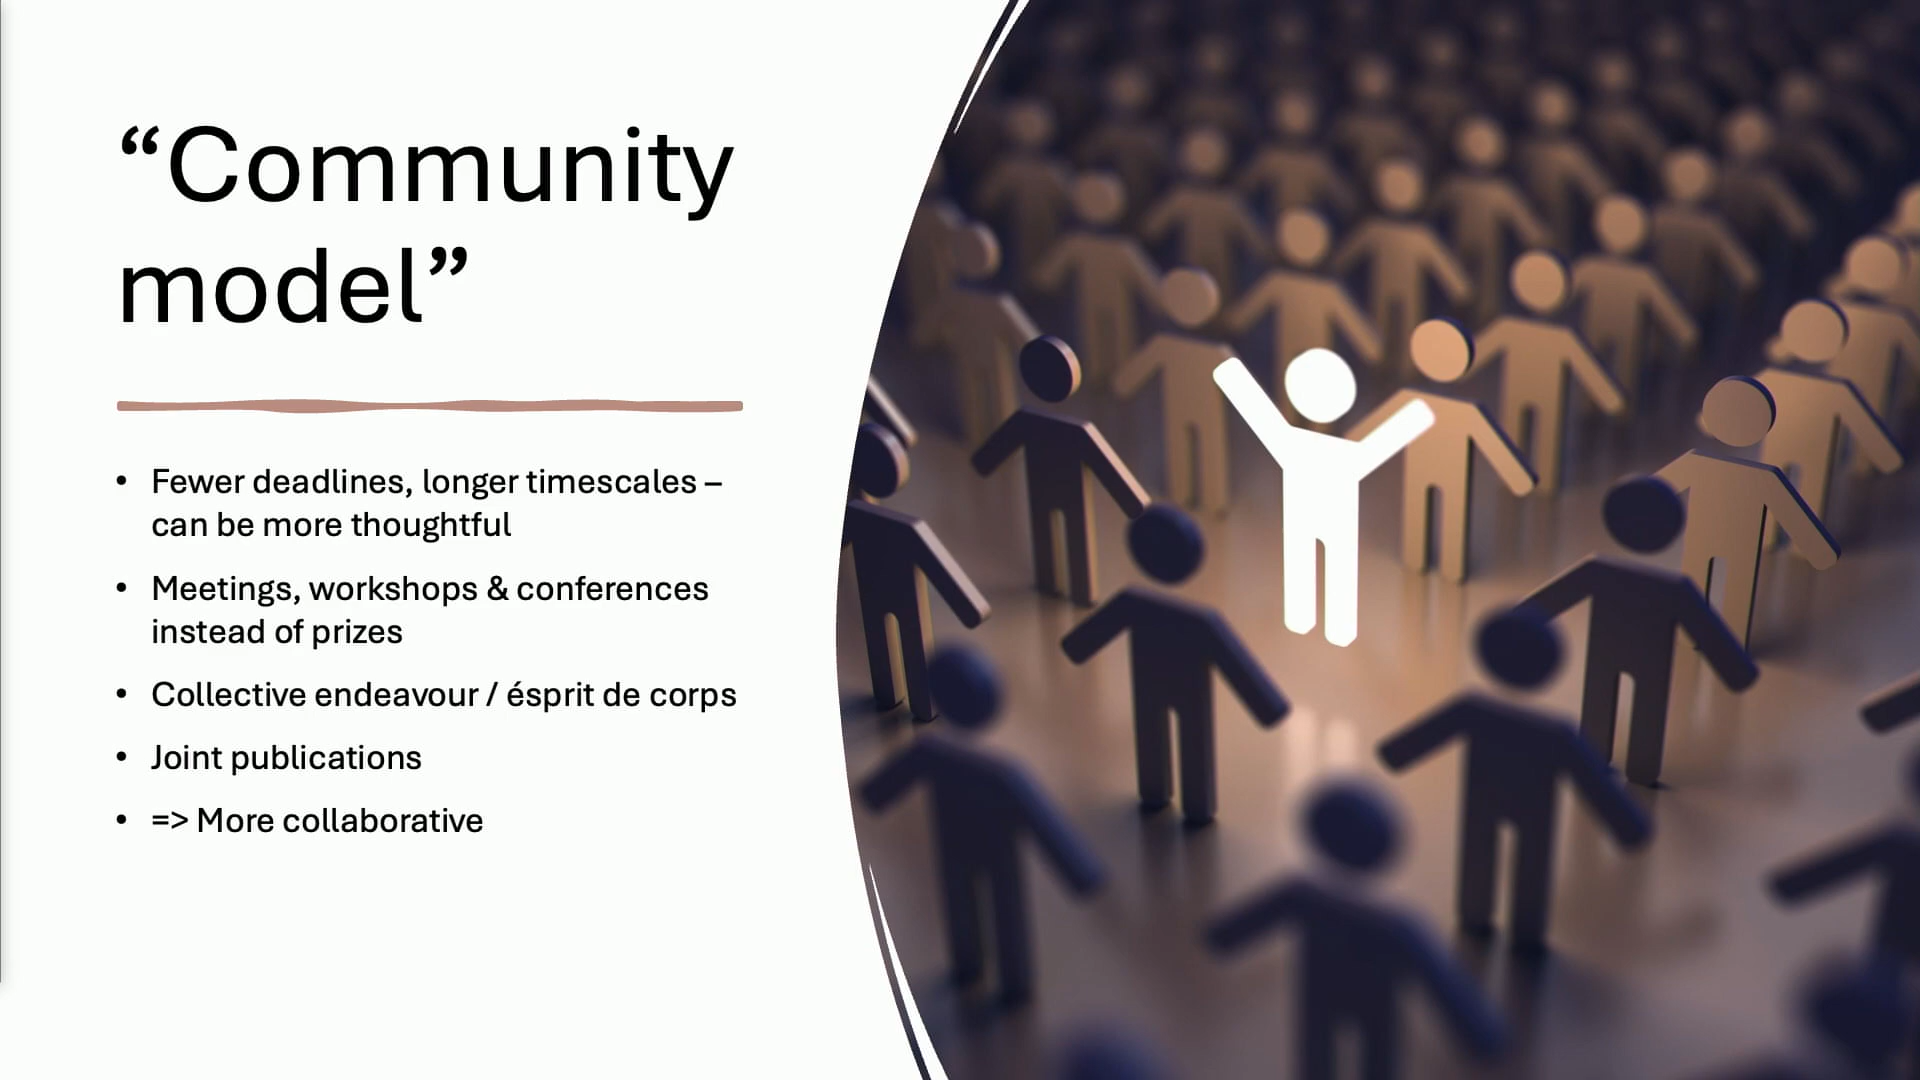 “Community
model”
• Fewer deadlines, longer timescales –
can be more thoughtful
• Meetings, workshops & conferences
instead of prizes
• Collective endeavour / ésprit de corps
• Joint publications
• => More collaborative